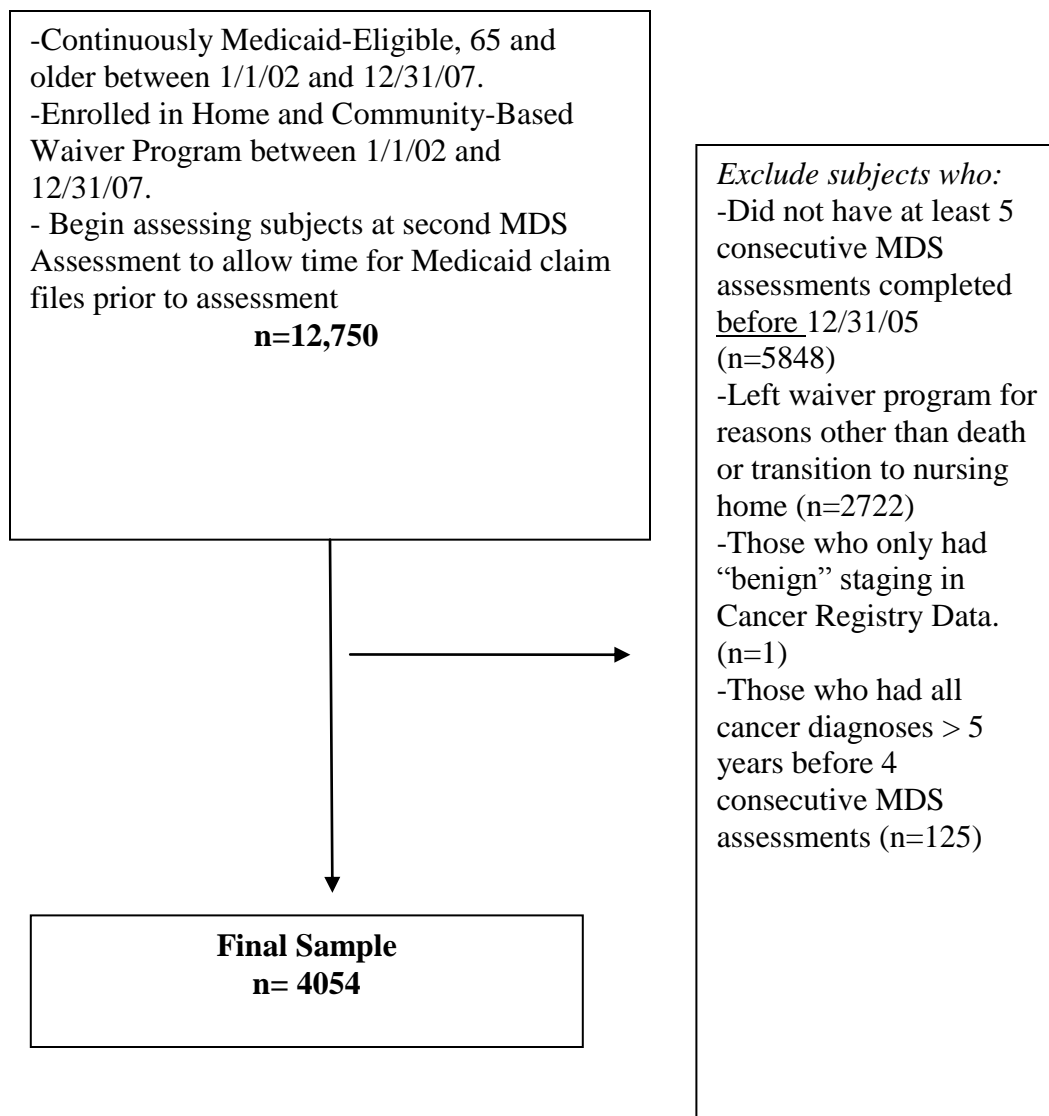 -Continuously Medicaid-Eligible, 65 and
older between 1/1/02 and 12/31/07.
-Enrolled in Home and Community-Based
Waiver Program between 1/1/02 and
12/31/07.
- Begin assessing subjects at second MDS
Assessment to allow time for Medicaid claim
files prior to assessment
n=12,750
Exclude subjects who:
-Did not have at least 5
consecutive MDS
assessments completed
before 12/31/05
(n=5848)
-Left waiver program for
reasons other than death
or transition to nursing
home (n=2722)
-Those who only had
“benign” staging in
Cancer Registry Data.
(n=1)
-Those who had all
cancer diagnoses > 5
years before 4
consecutive MDS
assessments (n=125)
Final Sample
n= 4054